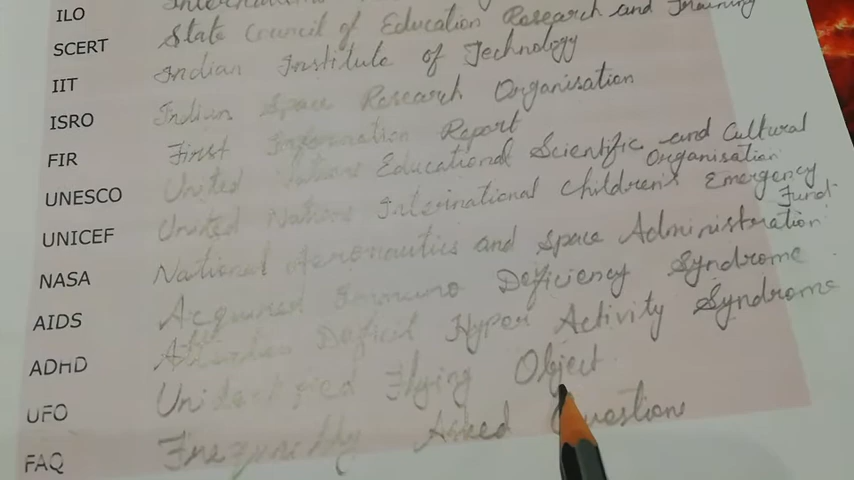 ILO International
SCERT State Council of Education Research and Training
IIT Indian Institute of Technology
ISRO Indian Space Research Organisation
FIR First Information Report
UNESCO United Nations Educational Scientific and Cultural Organisation
UNICEF United Nations International Children's Emergency Fund
NASA National Aeronautics and Space Administration
AIDS Acquired Immuno Deficiency Syndrome
ADHD Deficit Hyper Activity Syndrome
UFO Unidentified Flying Object
FAQ Asked Questions